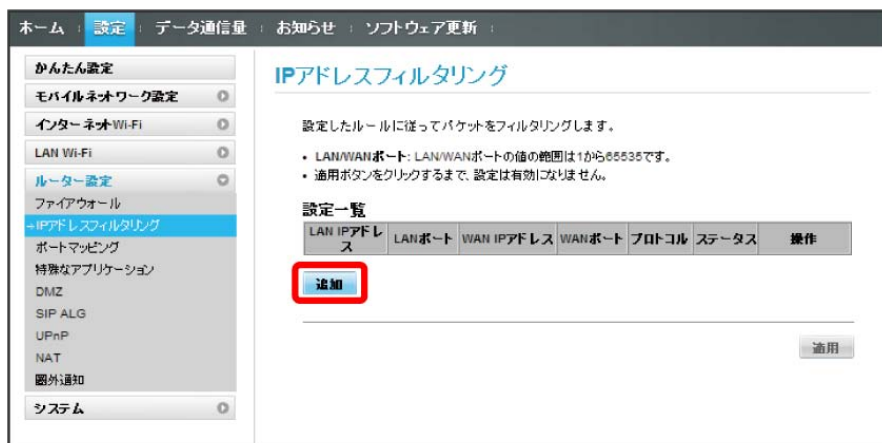 ホーム 設定 データ通信量 お知らせ ソフトウェア更新
かんたん設定
モバイルネットワーク設定
インターネットWi-Fi
LAN Wi-Fi
ルーター設定
ファイアウォール
IPアドレスフィルタリング
ポートマッピング
特殊なアプリケーション
DMZ
SIP ALG
UPnP
NAT
圏外通知
システム
IPアドレスフィルタリング
設定したルールに従ってパケットをフィルタリングします。
• LAN/WANポート: LAN/WANポートの値の範囲は1から65535です。
• 適用ボタンをクリックするまで、設定は有効になりません。
設定一覧
LAN IPアドレス LANポート WAN IPアドレス WANポート プロトコル ステータス 操作
追加
適用